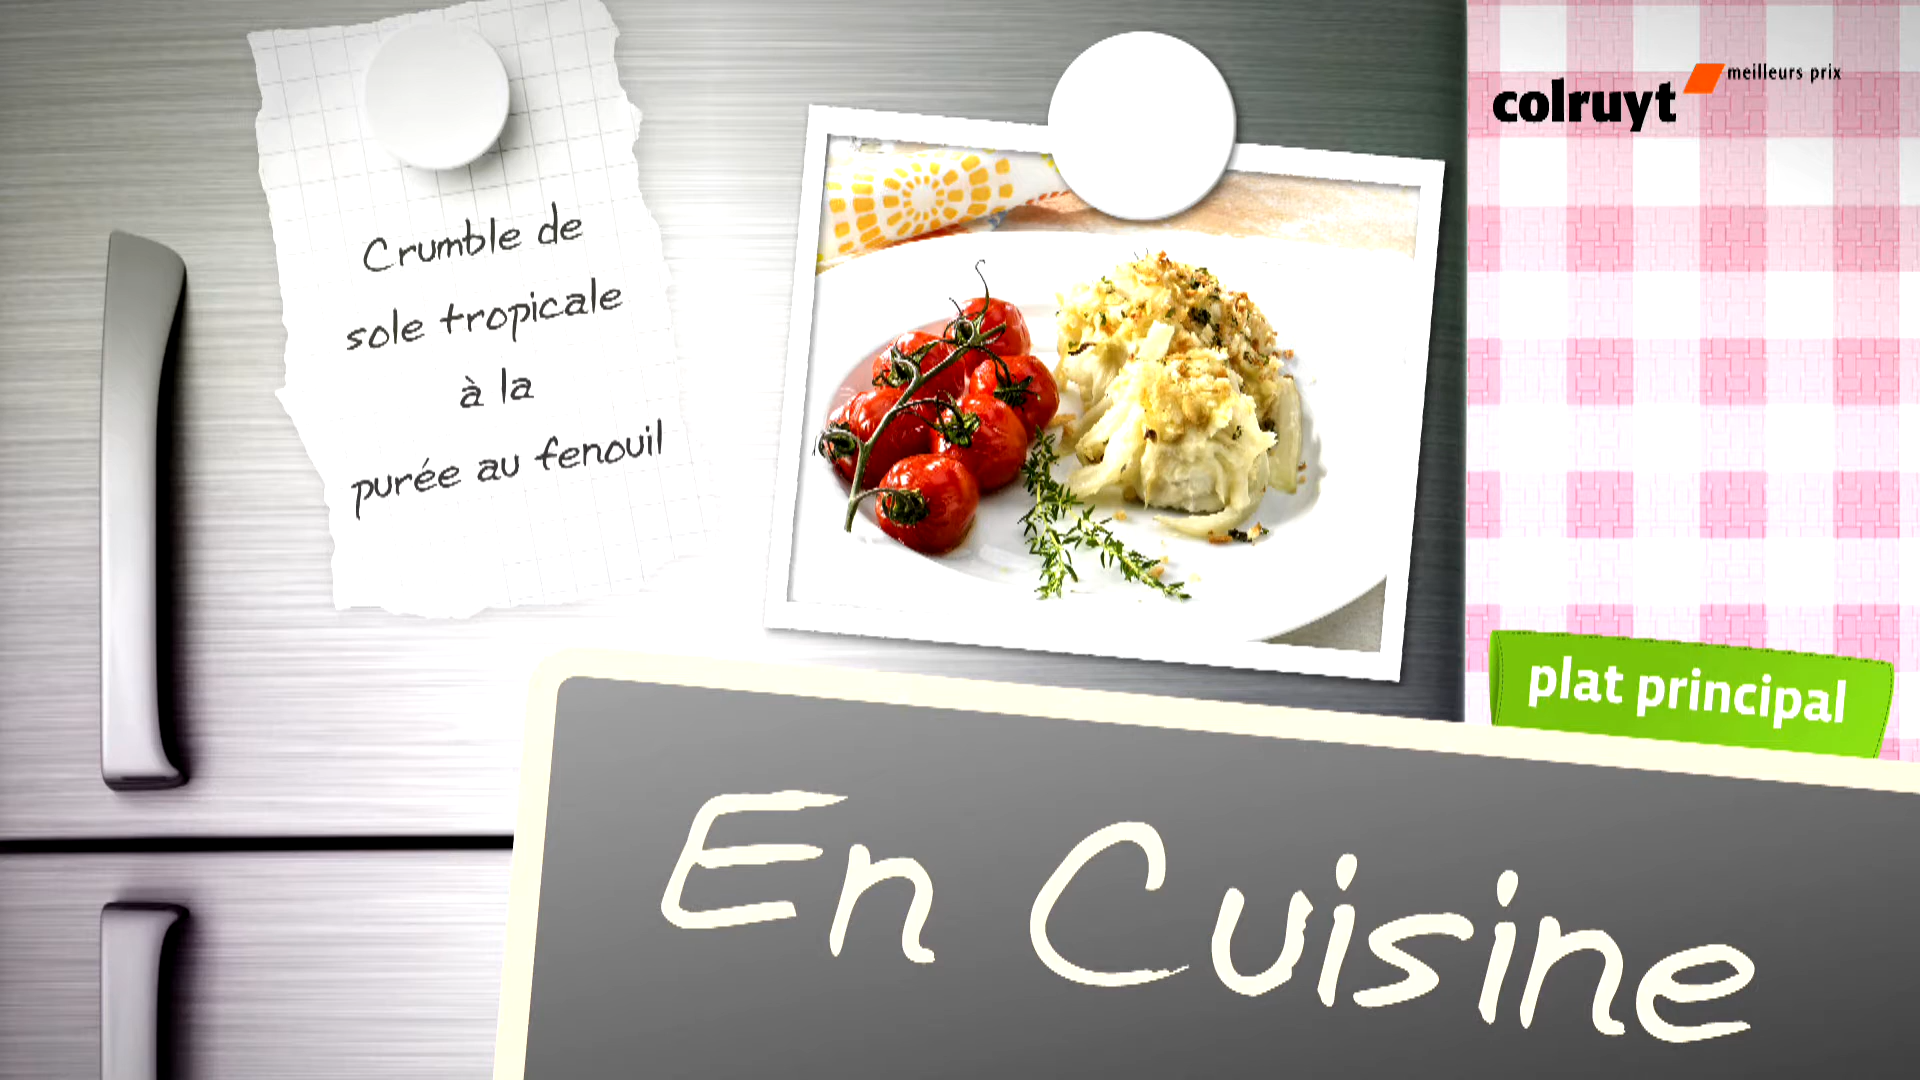 Crumble de
sole tropicale
à la
purée au fenouil
colruyt meilleurs prix
plat principal
En Cuisine